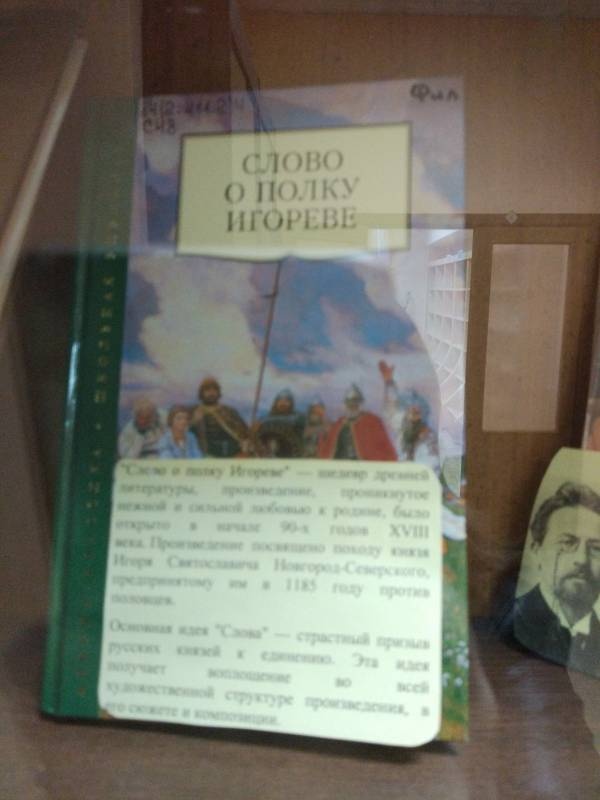 Фил
СЛОВО
О ПОЛКУ
ИГОРЕВЕ
"Слово о полку Игореве" — шедевр древней
литературы, произведение, проникнутое
нежной и сильной любовью к родине, было
открыто в начале 90-х годов XVIII
века. Произведение посвящено походу князя
Игоря Святославича Новгород-Северского,
предпринятому им в 1185 году против
половцев.
Основная идея "Слова" — страстный призыв
русских князей к единению. Эта идея
получает воплощение во всей
художественной структуре произведения, в
его сюжете и композиции.